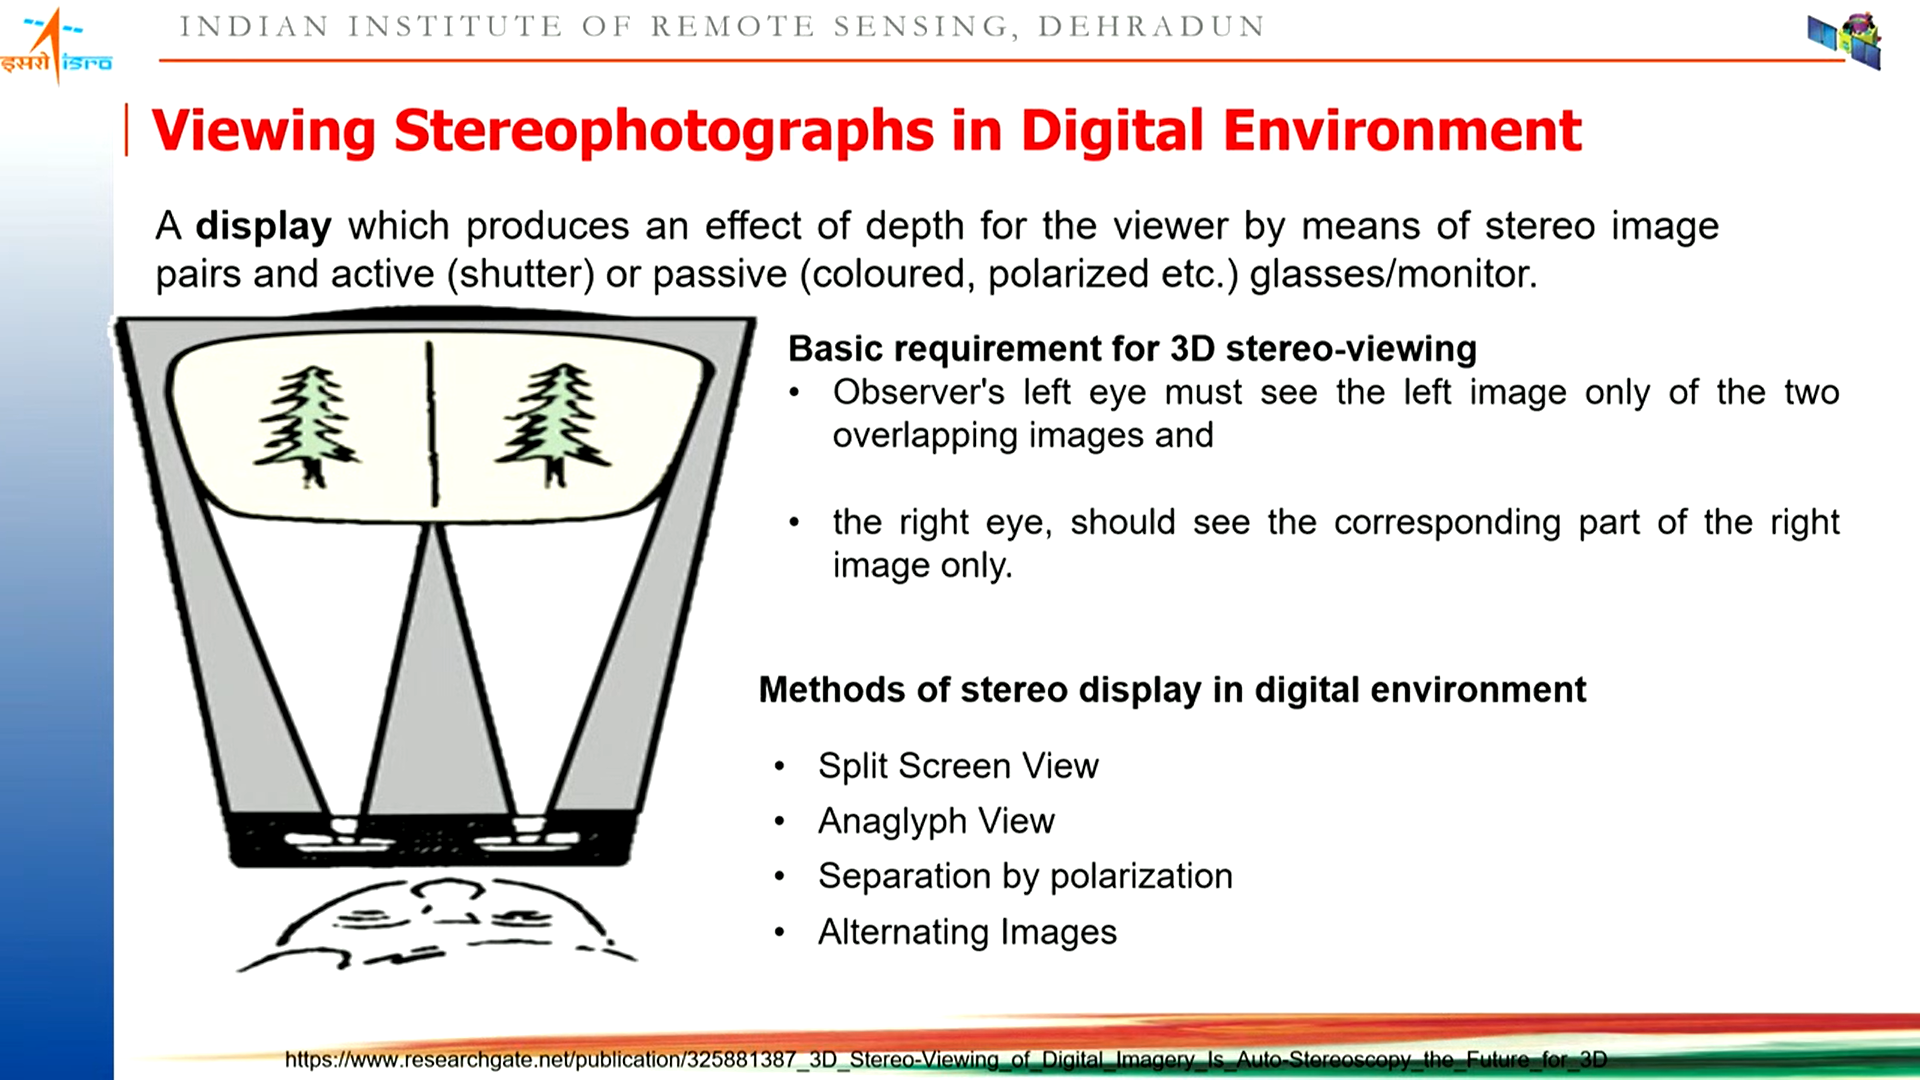 INDIAN INSTITUTE OF REMOTE SENSING, DEHRADUN
इसरो isro
Viewing Stereophotographs in Digital Environment
A display which produces an effect of depth for the viewer by means of stereo image
pairs and active (shutter) or passive (coloured, polarized etc.) glasses/monitor.
Basic requirement for 3D stereo-viewing
• Observer's left eye must see the left image only of the two
overlapping images and
• the right eye, should see the corresponding part of the right
image only.
Methods of stereo display in digital environment
• Split Screen View
• Anaglyph View
• Separation by polarization
• Alternating Images
https://www.researchgate.net/publication/325881387_3D_Stereo-Viewing_of_Digital_Imagery_Is_Auto-Stereoscopy_the_Future_for_3D